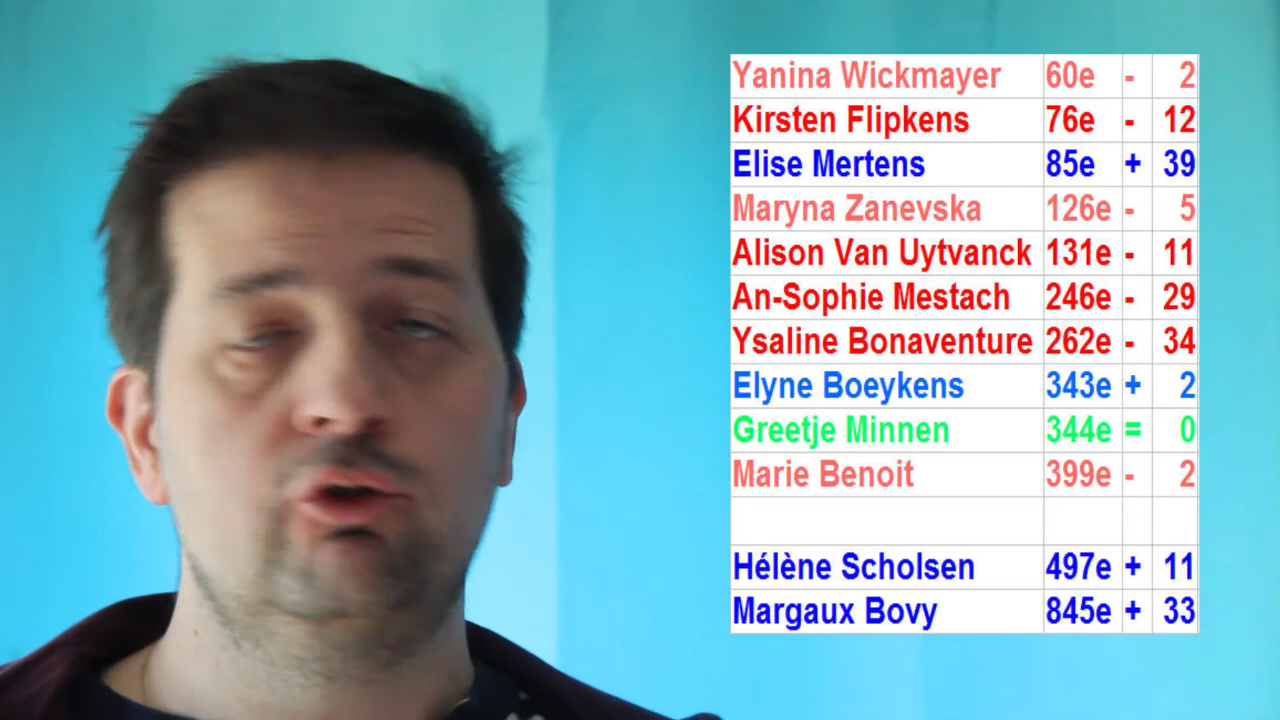 Yanina Wickmayer 60e - 2
Kirsten Flipkens 76e - 12
Elise Mertens 85e + 39
Maryna Zanevska 126e - 5
Alison Van Uytvanck 131e - 11
An-Sophie Mestach 246e - 29
Ysaline Bonaventure 262e - 34
Elyne Boeykens 343e + 2
Greetje Minnen 344e = 0
Marie Benoit 399e - 2
Hélène Scholsen 497e + 11
Margaux Bovy 845e + 33